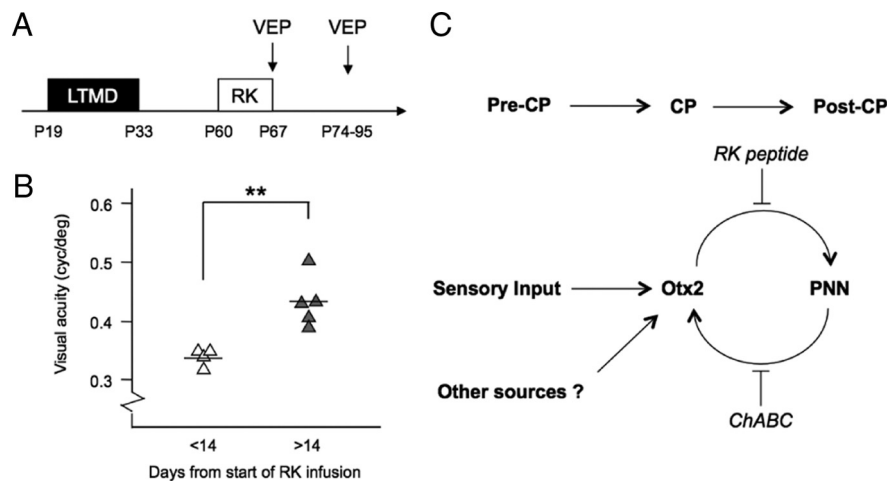 A
VEP VEP
LTMD RK
P19 P33 P60 P67 P74-95
B
**
Visual acuity (cyc/deg)
0.6
0.5
0.4
0.3
<14 >14
Days from start of RK infusion
C
Pre-CP CP Post-CP
RK peptide
Sensory Input Otx2 PNN
Other sources ?
ChABC